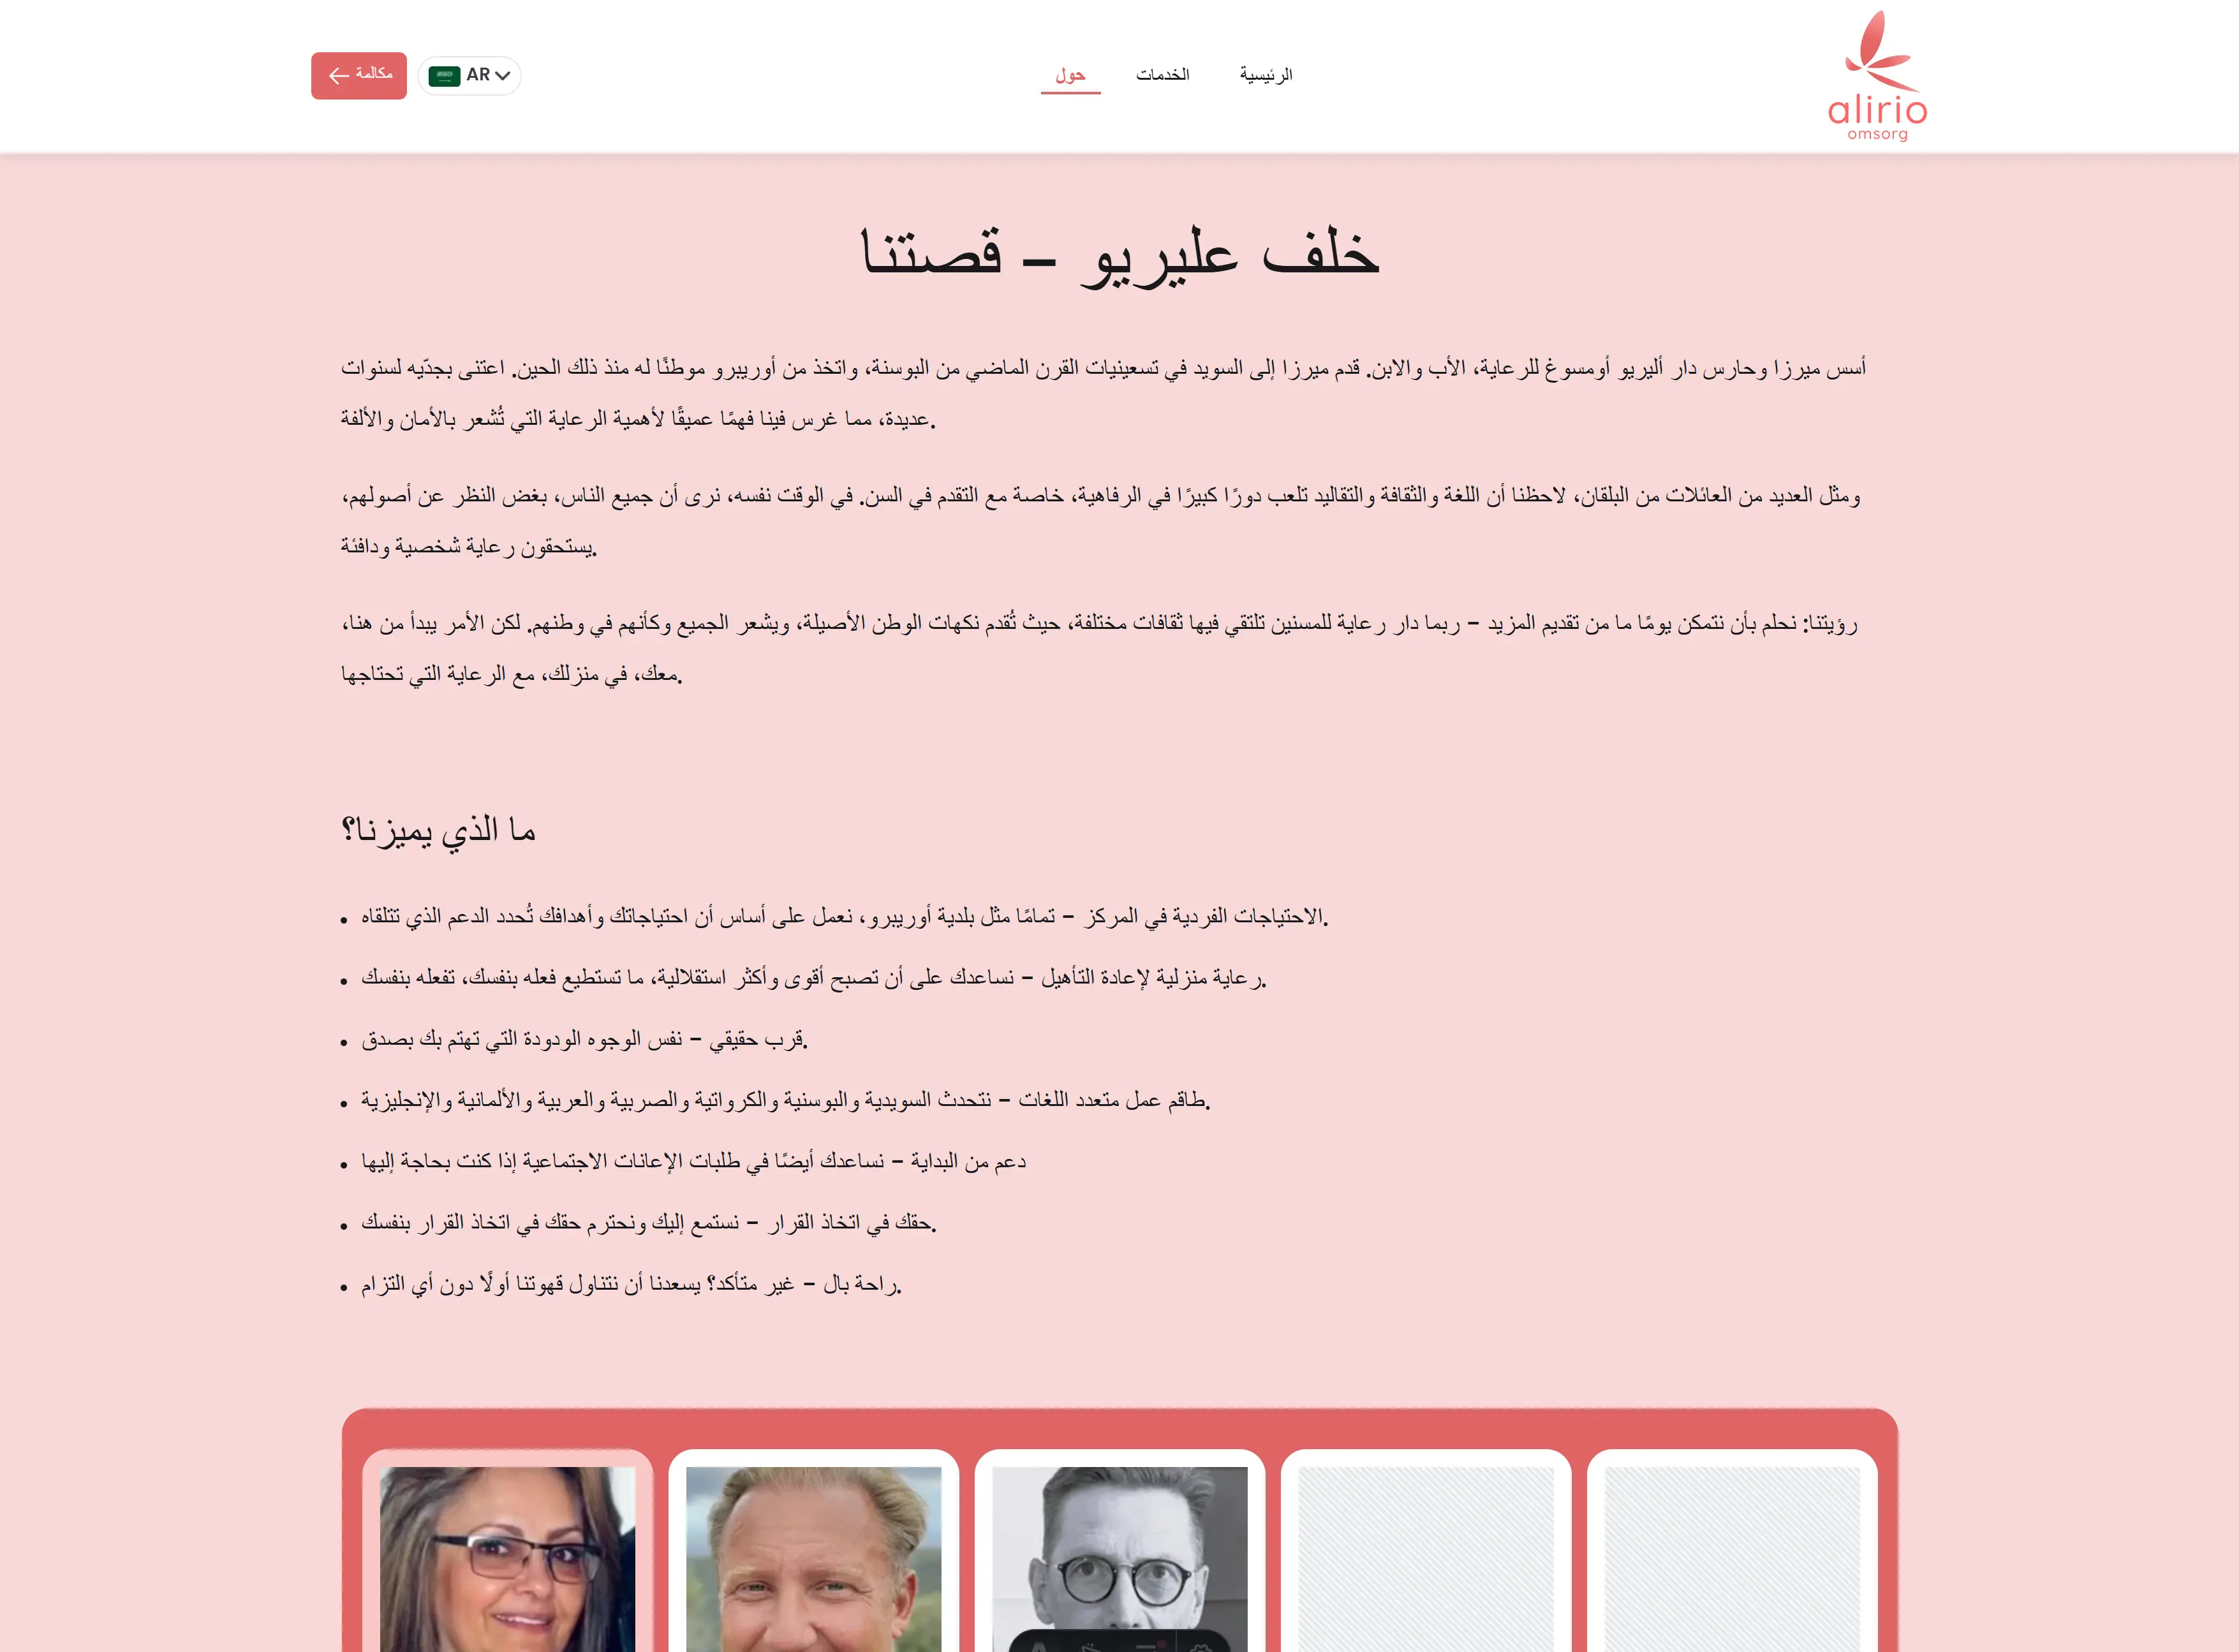 alirio
omsorg
الرئيسية
الخدمات
حول
AR
مكالمة
خلف عليريو – قصتنا
أسس ميرزا وحارس دار أليريو أومسوغ للرعاية، الأب والابن. قدم ميرزا إلى السويد في تسعينيات القرن الماضي من البوسنة، واتخذ من أوريبرو موطنًا له منذ ذلك الحين. اعتنى بجدّيه لسنوات
عديدة، مما غرس فينا فهمًا عميقًا لأهمية الرعاية التي تُشعر بالأمان والألفة.
ومثل العديد من العائلات من البلقان، لاحظنا أن اللغة والثقافة والتقاليد تلعب دورًا كبيرًا في الرفاهية، خاصة مع التقدم في السن. في الوقت نفسه، نرى أن جميع الناس، بغض النظر عن أصولهم،
يستحقون رعاية شخصية ودافئة.
رؤيتنا: نحلم بأن نتمكن يومًا ما من تقديم المزيد – ربما دار رعاية للمسنين تلتقي فيها ثقافات مختلفة، حيث تُقدم نكهات الوطن الأصيلة، ويشعر الجميع وكأنهم في وطنهم. لكن الأمر يبدأ من هنا،
معك، في منزلك، مع الرعاية التي تحتاجها.
ما الذي يميزنا؟
• الاحتياجات الفردية في المركز – تمامًا مثل بلدية أوريبرو، نعمل على أساس أن احتياجاتك وأهدافك تُحدد الدعم الذي تتلقاه.
• رعاية منزلية لإعادة التأهيل – نساعدك على أن تصبح أقوى وأكثر استقلالية، ما تستطيع فعله بنفسك، تفعله بنفسك.
• قرب حقيقي – نفس الوجوه الودودة التي تهتم بك بصدق.
• طاقم عمل متعدد اللغات – نتحدث السويدية والبوسنية والكرواتية والصربية والعربية والألمانية والإنجليزية.
• دعم من البداية – نساعدك أيضًا في طلبات الإعانات الاجتماعية إذا كنت بحاجة إليها
• حقك في اتخاذ القرار – نستمع إليك ونحترم حقك في اتخاذ القرار بنفسك.
• راحة بال – غير متأكد؟ يسعدنا أن نتناول قهوتنا أولًا دون أي التزام.